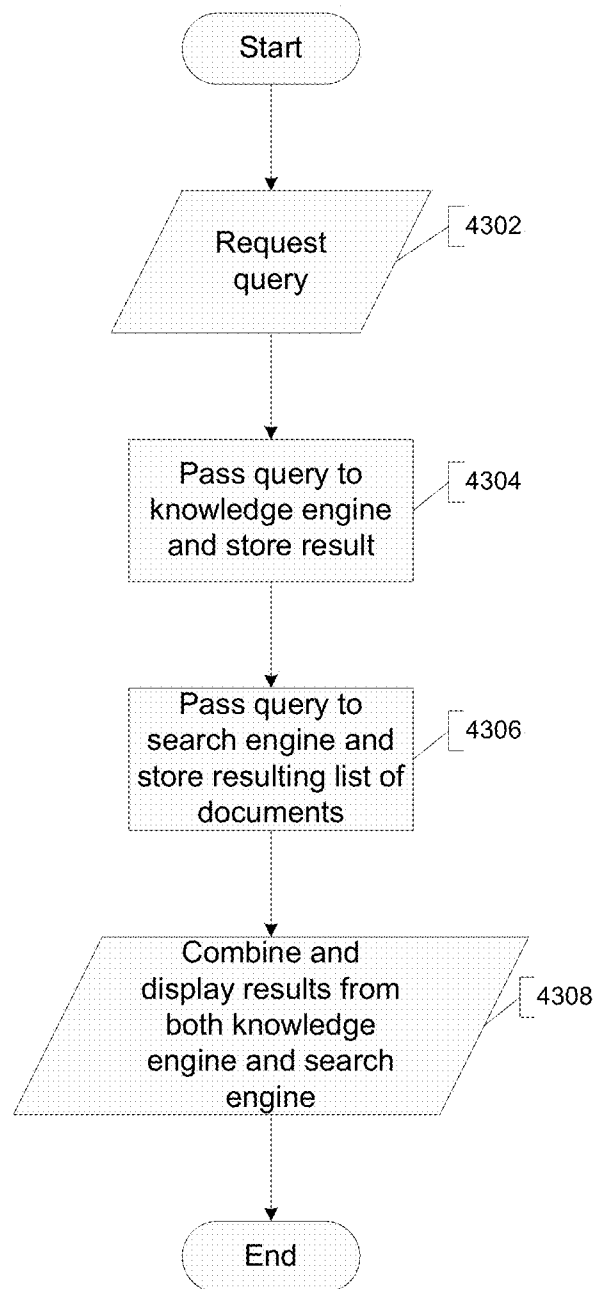 Start
Request
query
4302
Pass query to
knowledge engine
and store result
4304
Pass query to
search engine and
store resulting list of
documents
4306
Combine and
display results from
both knowledge
engine and search
engine
4308
End